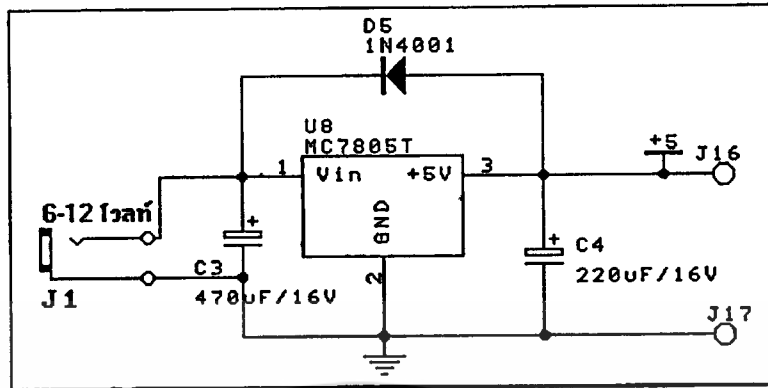 D5
1N4001
U8
MC7805T
1
Vin
+5V
3
+5
J16
6-12 โวลท์
GND
2
+
C3
470uF/16V
+
C4
220uF/16V
J1
J17